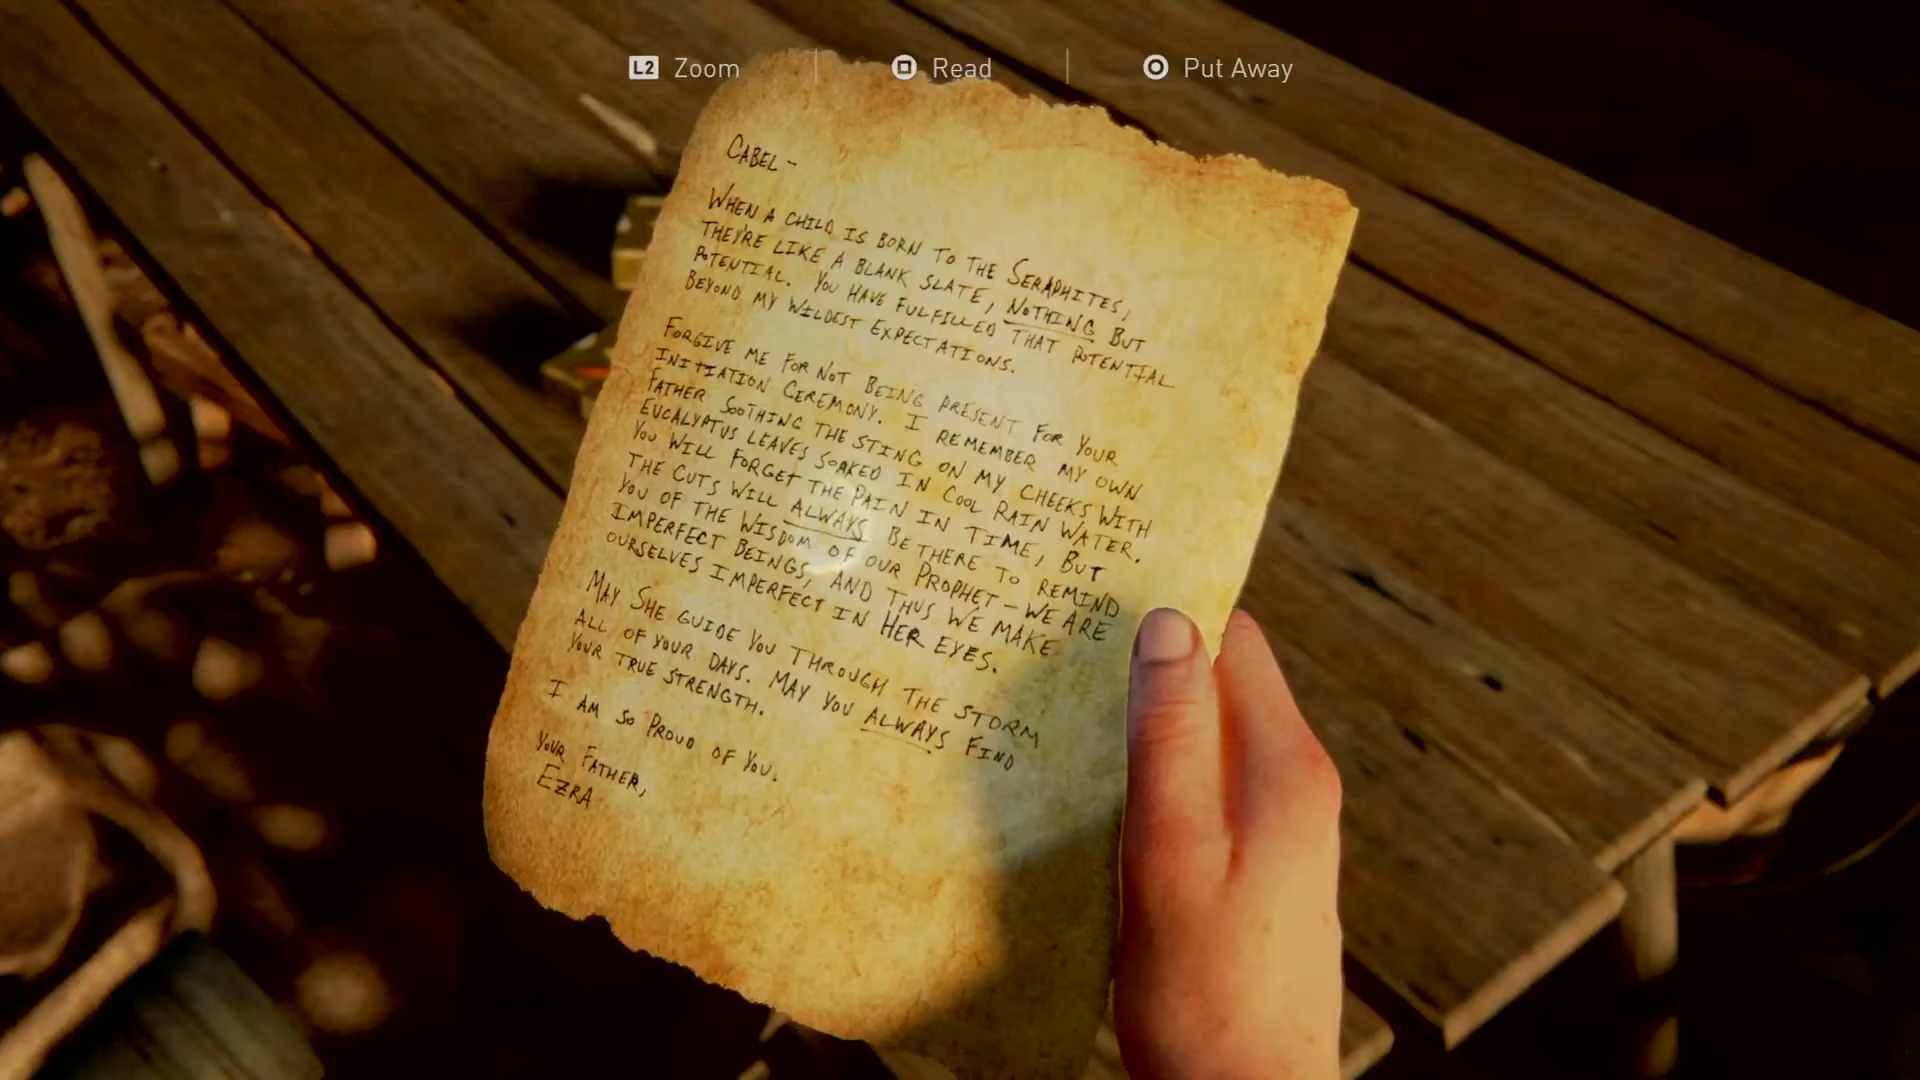 L2 Zoom Read Put Away
CABEL -
WHEN A CHILD IS BORN TO THE SERAPHITES,
THEY'RE LIKE A BLANK SLATE, NOTHING BUT
POTENTIAL. YOU HAVE FULFILLED THAT POTENTIAL
BEYOND MY WILDEST EXPECTATIONS.
FORGIVE ME FOR NOT BEING PRESENT FOR YOUR
INITIATION CEREMONY. I REMEMBER MY OWN
FATHER SOOTHING THE STING ON MY CHEEKS WITH
EUCALYPTUS LEAVES SOAKED IN COOL RAIN WATER.
YOU WILL FORGET THE PAIN IN TIME, BUT
THE CUTS WILL ALWAYS BE THERE TO REMIND
YOU OF THE WISDOM OF OUR PROPHET - WE ARE
IMPERFECT BEINGS, AND THUS WE MAKE
OURSELVES IMPERFECT IN HER EYES.
MAY SHE GUIDE YOU THROUGH THE STORM
ALL OF YOUR DAYS. MAY YOU ALWAYS FIND
YOUR TRUE STRENGTH.
I AM SO PROUD OF YOU.
YOUR FATHER,
EZRA